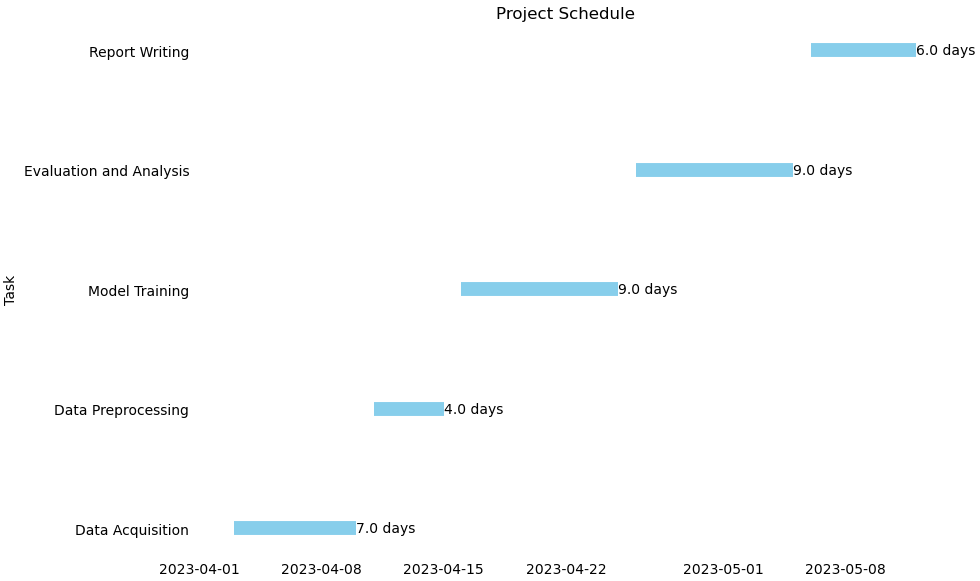 Project Schedule
Report Writing
6.0 days
Evaluation and Analysis
9.0 days
Task
Model Training
9.0 days
Data Preprocessing
4.0 days
Data Acquisition
7.0 days
2023-04-01
2023-04-08
2023-04-15
2023-04-22
2023-05-01
2023-05-08